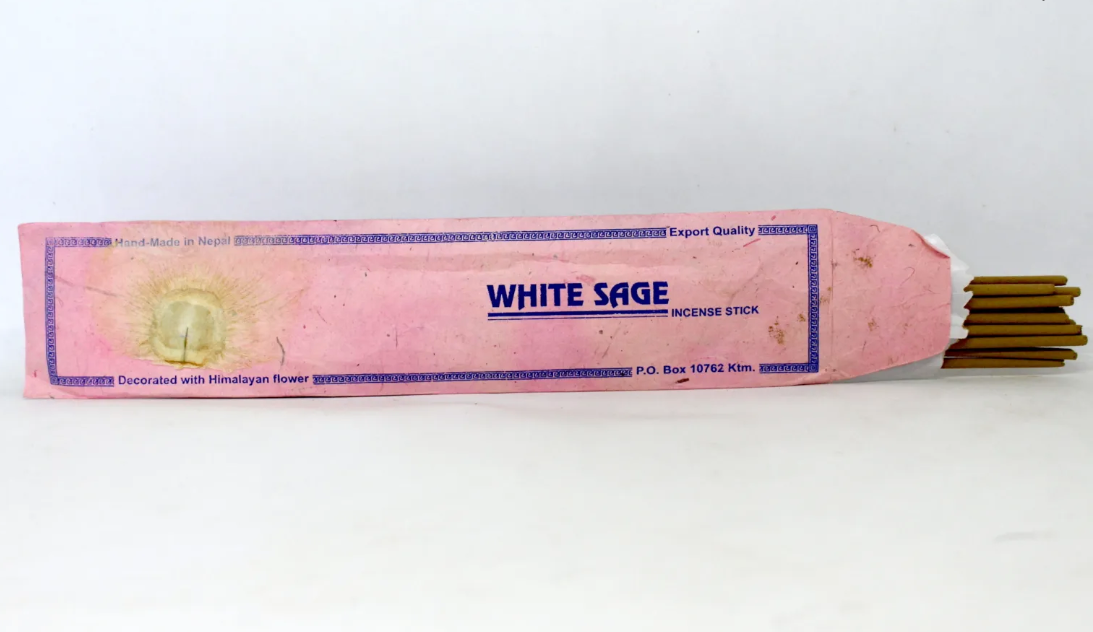 Hand-Made in Nepal
Export Quality
WHITE SAGE
INCENSE STICK
Decorated with Himalayan flower
P.O. Box 10762 Ktm.